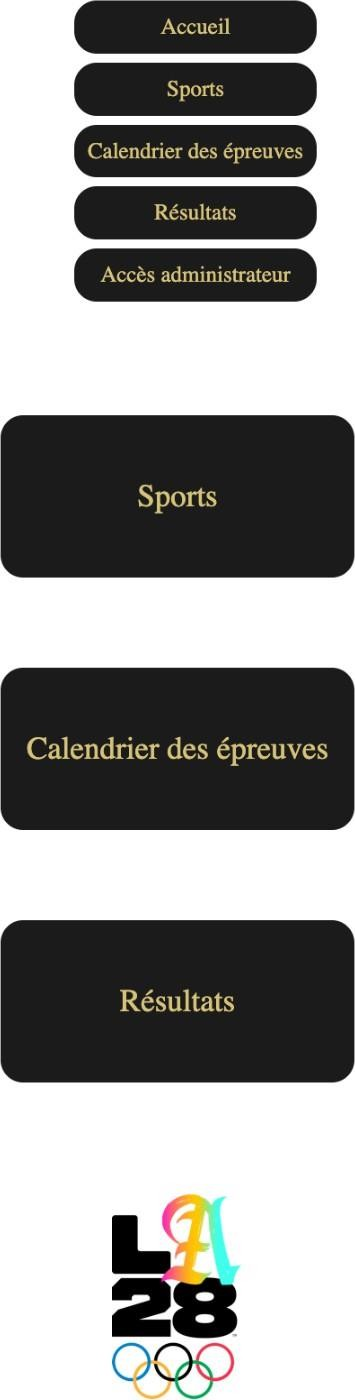 Accueil
Sports
Calendrier des épreuves
Résultats
Accès administrateur
Sports
Calendrier des épreuves
Résultats
LA
28